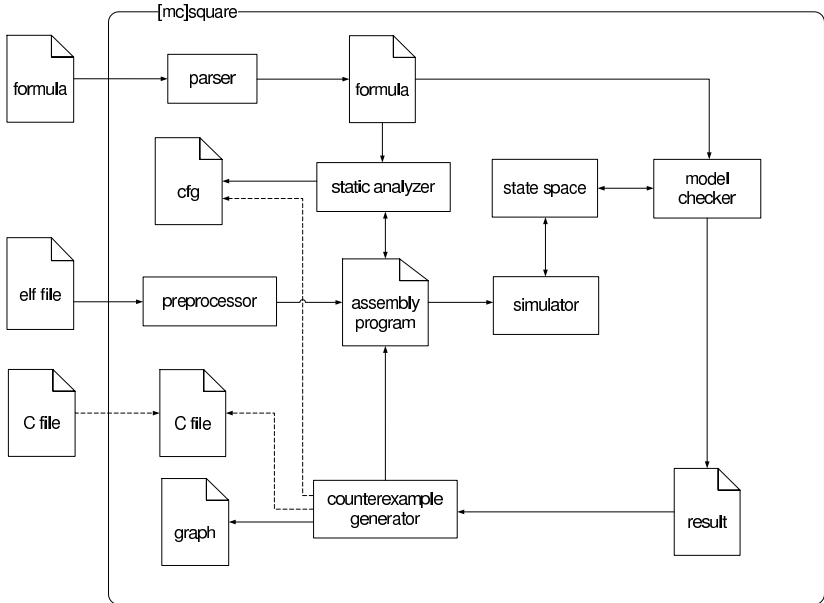 [mc]square
formula
parser
formula
cfg
static analyzer
state space
model
checker
elf file
preprocessor
assembly
program
simulator
C file
C file
graph
counterexample
generator
result